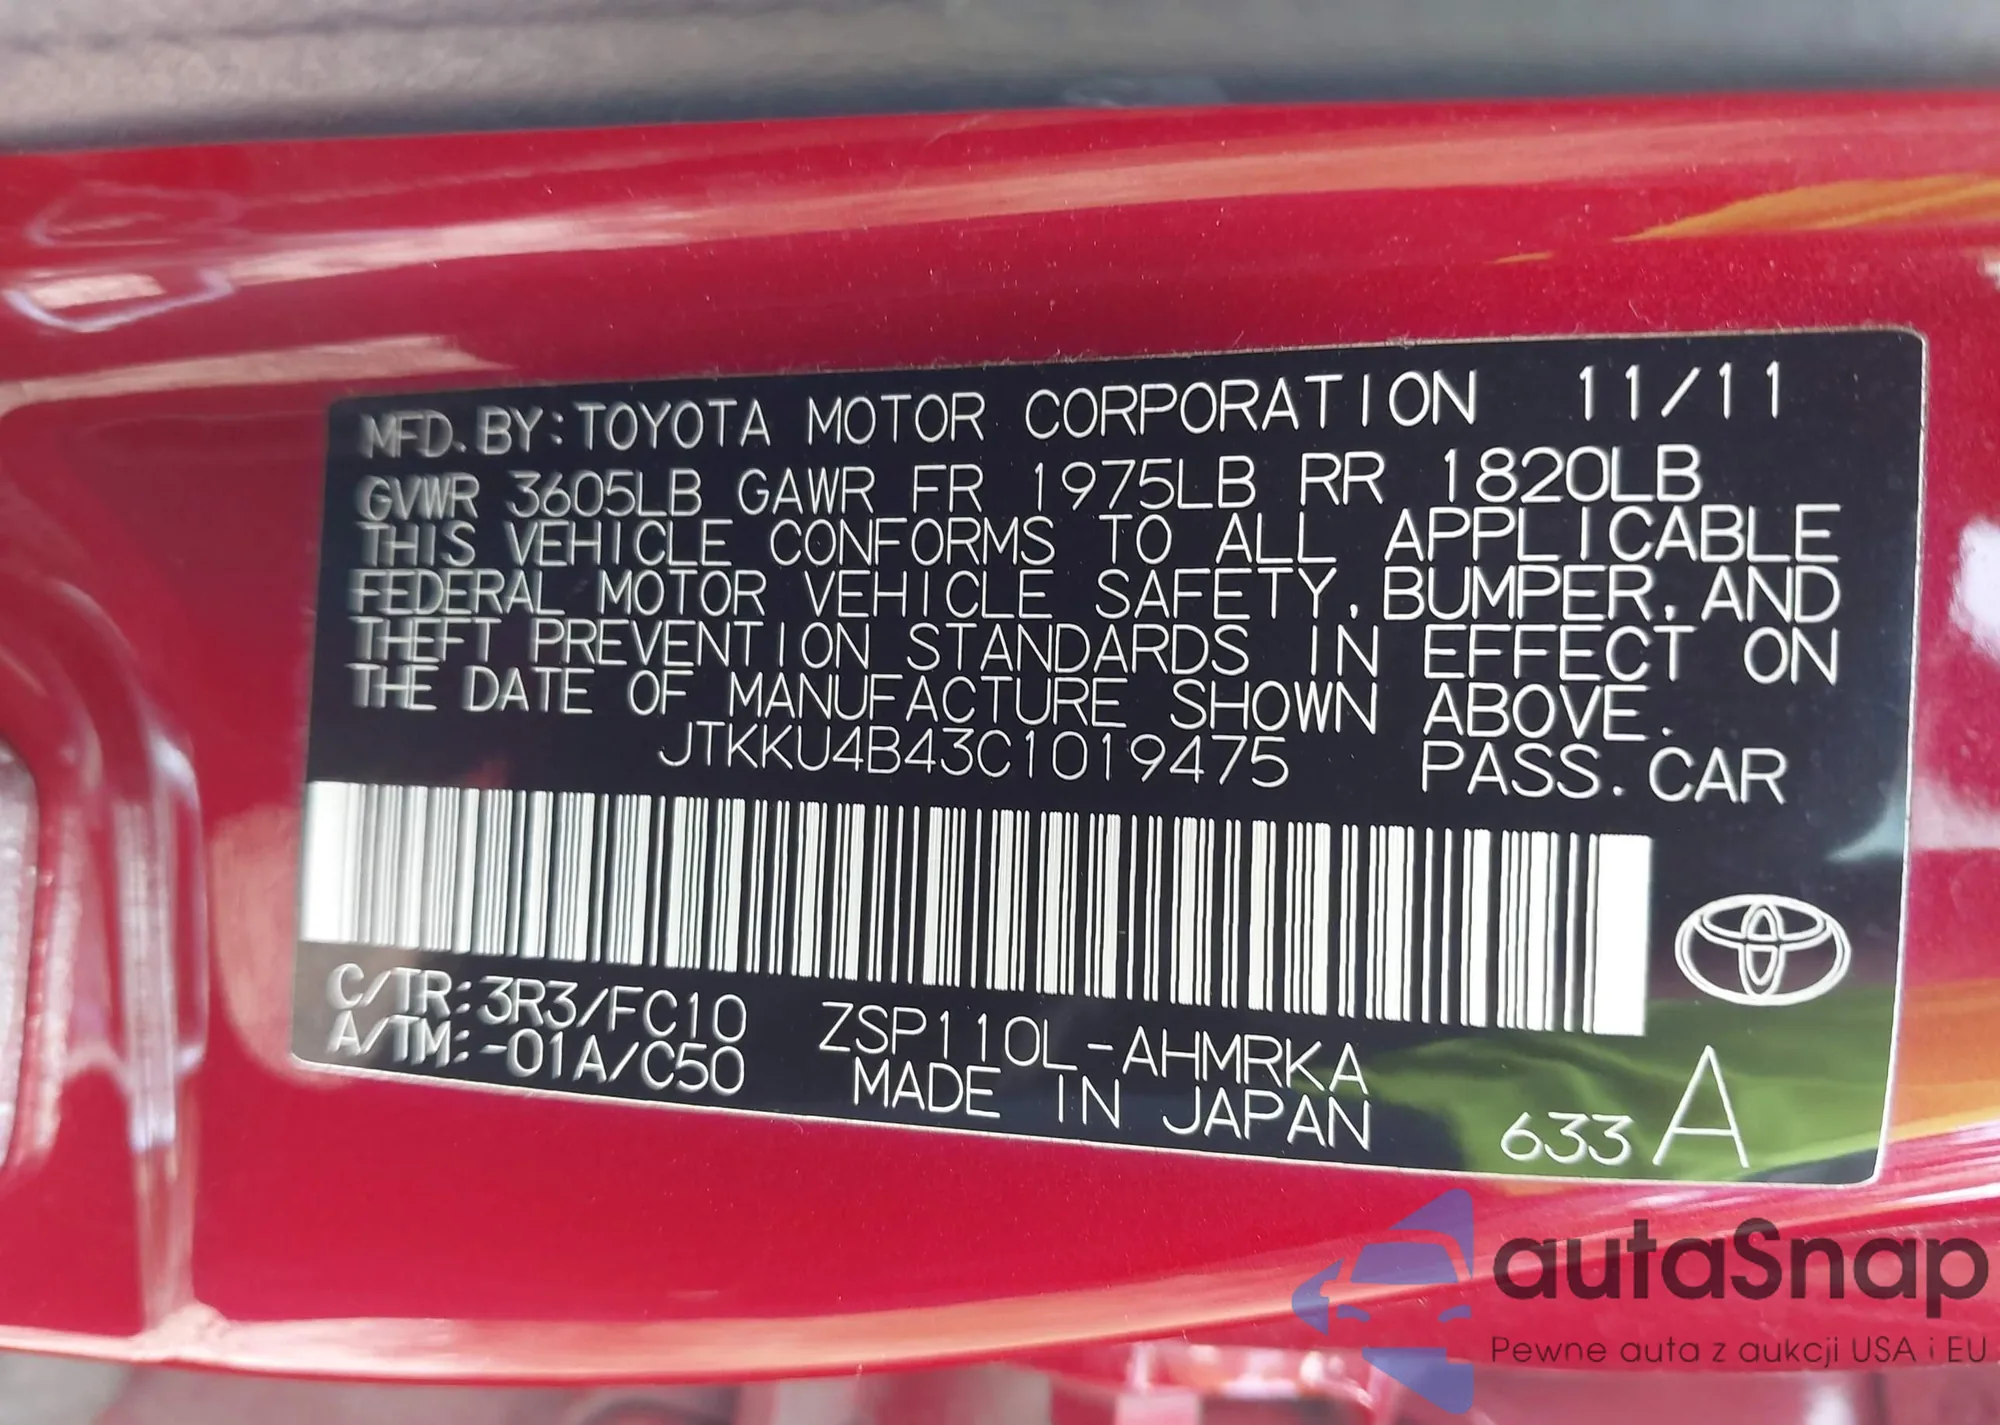 MFD. BY: TOYOTA MOTOR CORPORATION 11/11
GVWR 3605LB GAWR FR 1975LB RR 1820LB
THIS VEHICLE CONFORMS TO ALL APPLICABLE
FEDERAL MOTOR VEHICLE SAFETY, BUMPER, AND
THEFT PREVENTION STANDARDS IN EFFECT ON
THE DATE OF MANUFACTURE SHOWN ABOVE.
JTKKU4B43C1019475 PASS. CAR
C/TR: 3R3/FC10 ZSP110L-AHMRKA
A/TM: -01A/C50 MADE IN JAPAN 633 A
autaSnap
Pewne auta z aukcji USA i EU